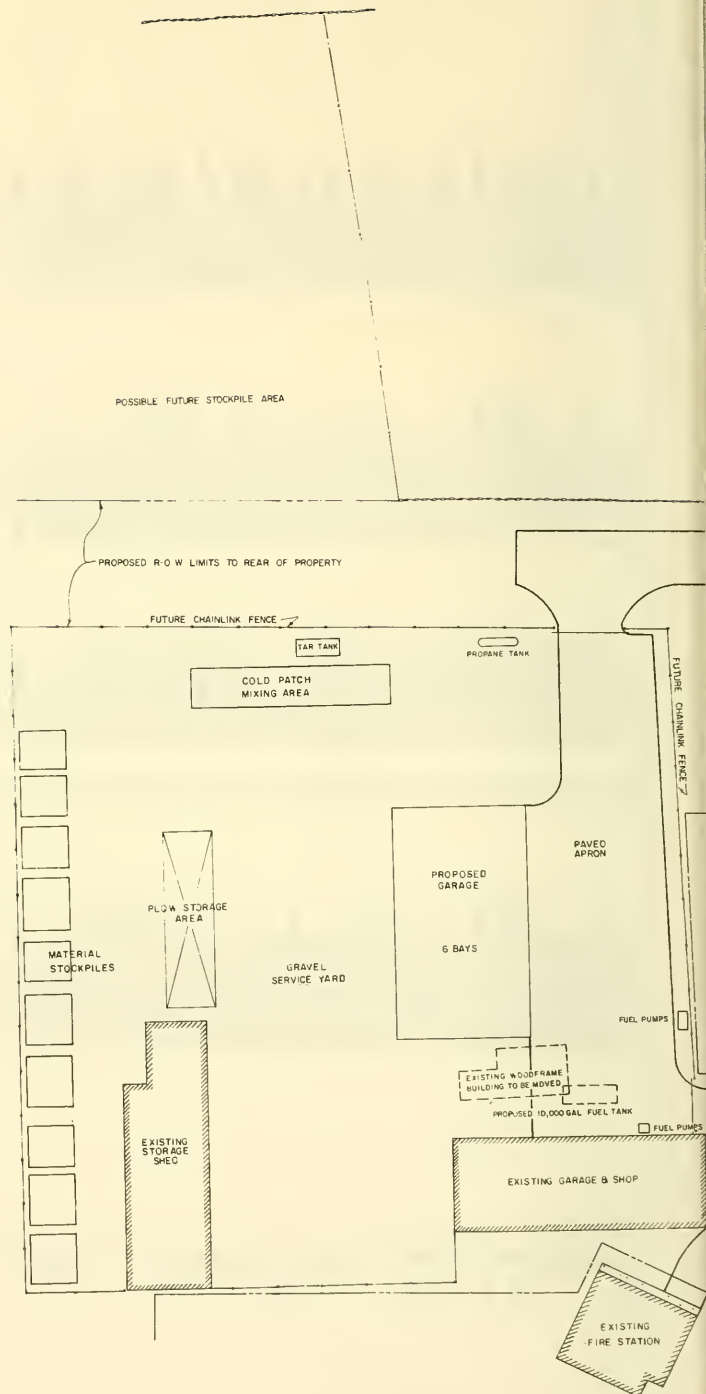 POSSIBLE FUTURE STOCKPILE AREA
PROPOSED R-O W LIMITS TO REAR OF PROPERTY
FUTURE CHAINLINK FENCE
TAR TANK
PROPANE TANK
COLD PATCH
MIXING AREA
FUTURE CHAINLINK FENCE
PAVED
APRON
PROPOSED
GARAGE
6 BAYS
PLOW STORAGE
AREA
MATERIAL
STOCKPILES
GRAVEL
SERVICE YARD
FUEL PUMPS
EXISTING WOODFRAME
BUILDING TO BE MOVED
PROPOSED 10,000 GAL FUEL TANK
FUEL PUMPS
EXISTING
STORAGE
SHED
EXISTING GARAGE & SHOP
EXISTING
FIRE STATION